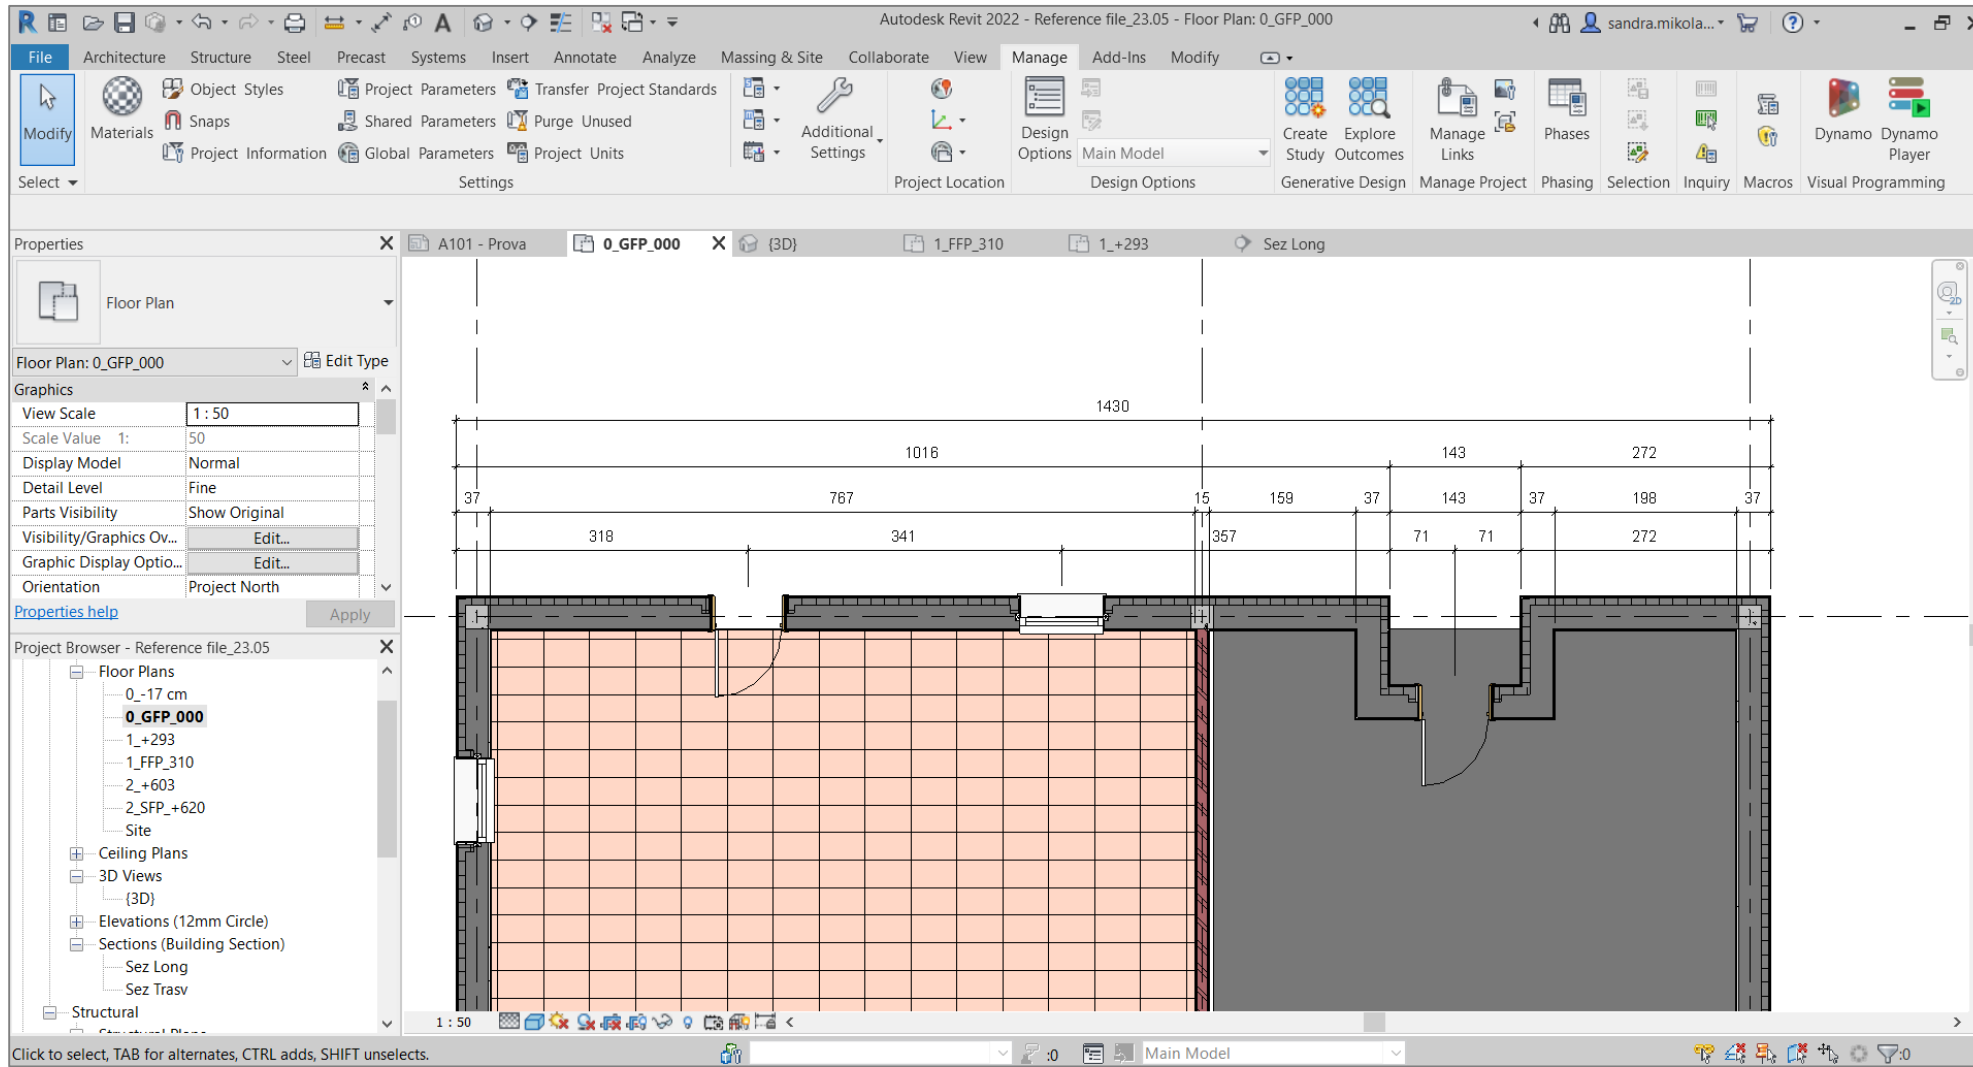 Autodesk Revit 2022 - Reference file_23.05 - Floor Plan: 0_GFP_000
sandra.mikola...
File Architecture Structure Steel Precast Systems Insert Annotate Analyze Massing & Site Collaborate View Manage Add-Ins Modify
Modify
Materials
Object Styles
Snaps
Project Information
Project Parameters
Shared Parameters
Global Parameters
Transfer Project Standards
Purge Unused
Project Units
Additional
Settings
Design
Options
Main Model
Create
Study
Explore
Outcomes
Manage
Links
Phases
Dynamo
Dynamo
Player
Select
Settings
Project Location
Design Options
Generative Design
Manage Project
Phasing
Selection
Inquiry
Macros
Visual Programming
Properties
A101 - Prova
0_GFP_000
{3D}
1_FFP_310
1_+293
Sez Long
Floor Plan
Floor Plan: 0_GFP_000
Edit Type
Graphics
View Scale 1 : 50
Scale Value 1: 50
Display Model Normal
Detail Level Fine
Parts Visibility Show Original
Visibility/Graphics Ov... Edit...
Graphic Display Optio... Edit...
Orientation Project North
Properties help
Apply
Project Browser - Reference file_23.05
Floor Plans
0_-17 cm
0_GFP_000
1_+293
1_FFP_310
2_+603
2_SFP_+620
Site
Ceiling Plans
3D Views
{3D}
Elevations (12mm Circle)
Sections (Building Section)
Sez Long
Sez Trasv
Structural
2D
1430
1016 143 272
37 767 15 159 37 143 37 198 37
318 341 357 71 71 272
1 : 50
Click to select, TAB for alternates, CTRL adds, SHIFT unselects.
:0
Main Model
:0